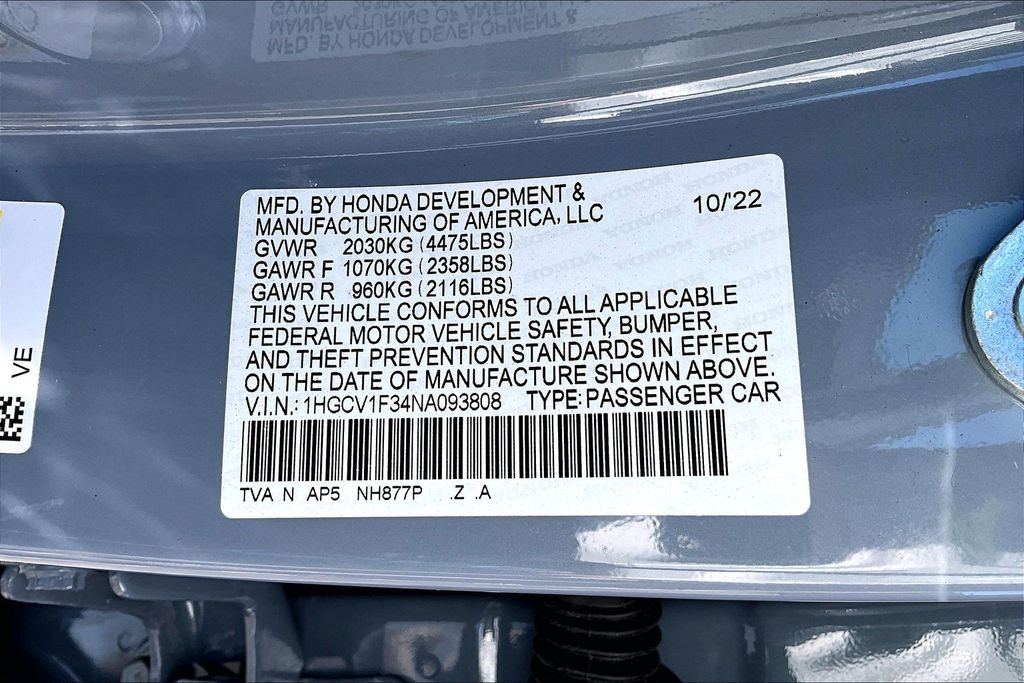 MFD. BY HONDA DEVELOPMENT &
MANUFACTURING OF AMERICA, LLC 10/'22
GVWR 2030KG (4475LBS)
GAWR F 1070KG (2358LBS)
GAWR R 960KG (2116LBS)
THIS VEHICLE CONFORMS TO ALL APPLICABLE
FEDERAL MOTOR VEHICLE SAFETY, BUMPER,
AND THEFT PREVENTION STANDARDS IN EFFECT
ON THE DATE OF MANUFACTURE SHOWN ABOVE.
V.I.N.: 1HGCV1F34NA093808 TYPE: PASSENGER CAR
TVA N AP5 NH877P .Z .A
VE